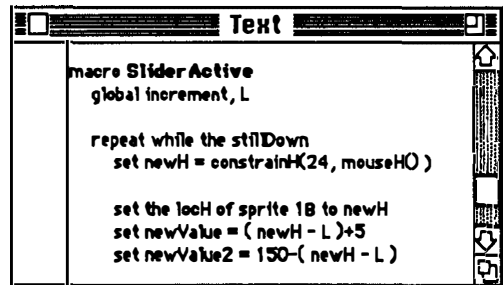 Text
macro SliderActive
global increment, L
repeat while the stillDown
set newH = constrainH(24, mouseH() )
set the locH of sprite 18 to newH
set newValue = ( newH - L )+5
set newValue2 = 150-( newH - L )